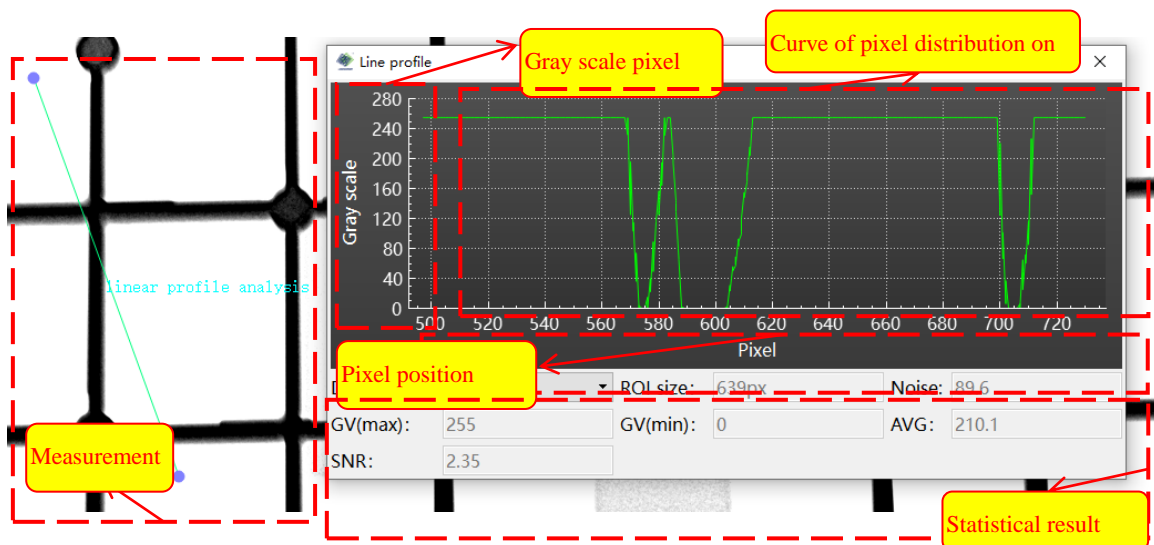 Line profile
Gray scale pixel
Curve of pixel distribution on
280
240
200
160
120
80
40
0
Gray scale
500 520 540 560 580 600 620 640 660 680 700 720
Pixel
linear profile analysis
Pixel position
ROI size: 639px
Noise: 89.6
GV(max): 255
GV(min): 0
AVG: 210.1
SNR: 2.35
Measurement
Statistical result